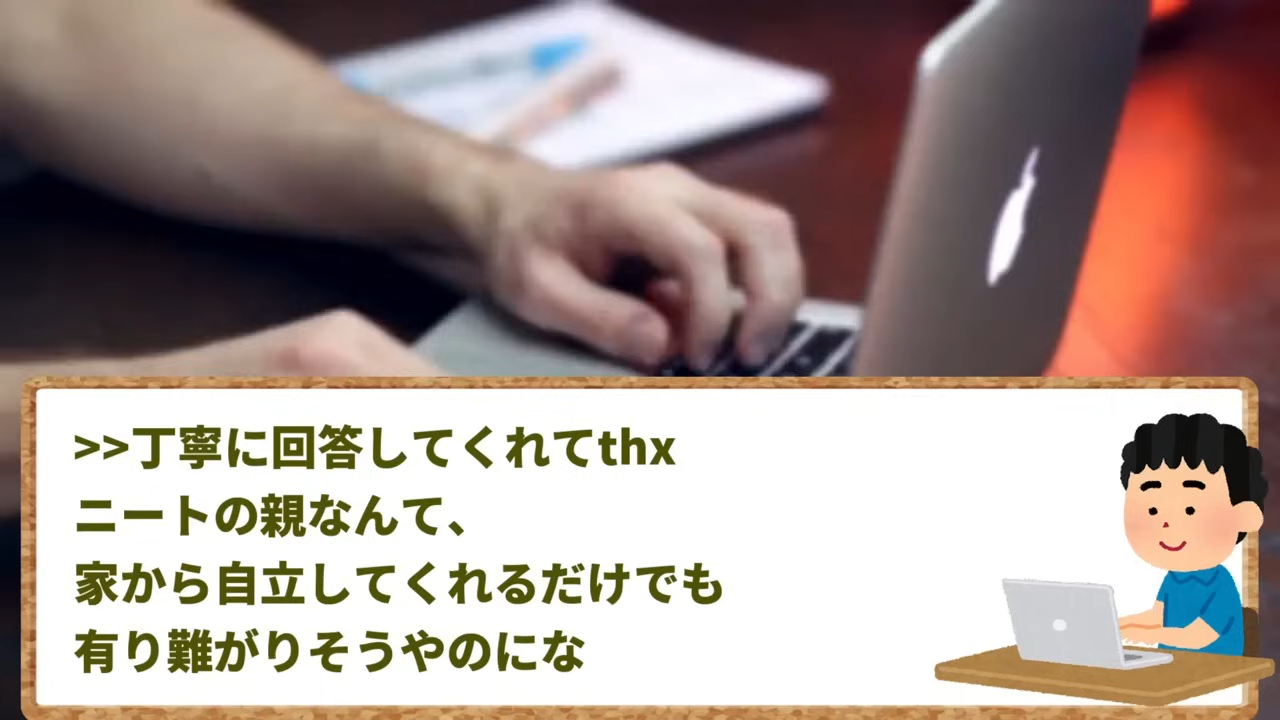 >>丁寧に回答してくれてthx
ニートの親なんて、
家から自立してくれるだけでも
有り難がりそうやのにな